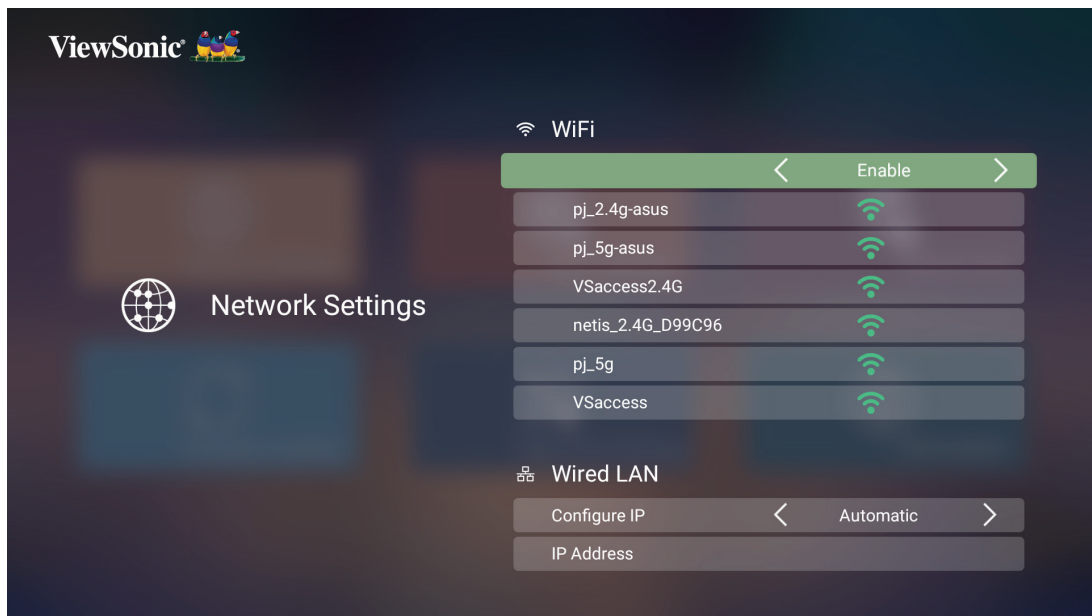 ViewSonic®
WiFi
Enable
pj_2.4g-asus
pj_5g-asus
VSaccess2.4G
Network Settings
netis_2.4G_D99C96
pj_5g
VSaccess
Wired LAN
Configure IP Automatic
IP Address